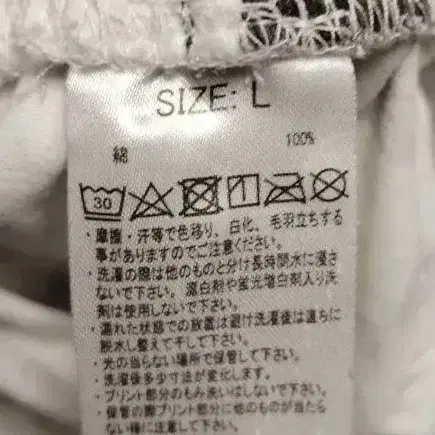 SIZE: L
綿 100%
30
・摩擦・汗等で色移り、白化、毛羽立ちする
事がありますのでご注意ください。
・洗濯の際は他のものと分け長時間水に浸さ
ないで下さい。漂白剤や蛍光増白剤入り洗
剤は使用しないで下さい。
・濡れた状態での放置は避け洗濯後は直ちに
脱水し整えて干して下さい。
・光の当らない場所で保管して下さい。
・洗濯後多少寸法が変化します。
・プリント部分のもみ洗いはしないで下さい。
・保管の際プリント部分に他のものが当たら
ない様に注意して下さい。